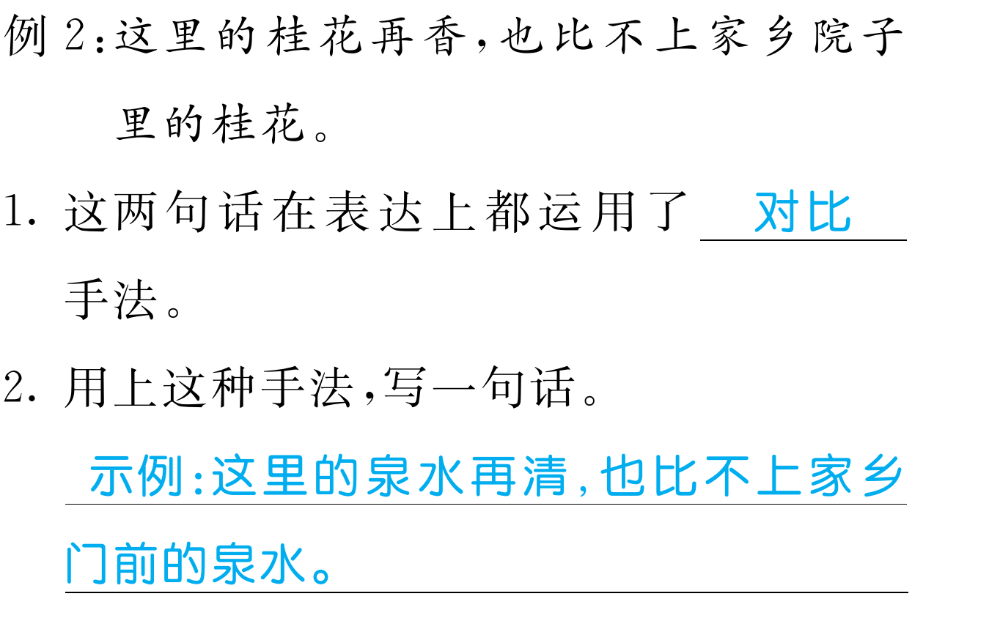 例 2:这里的桂花再香,也比不上家乡院子
里的桂花。
1. 这两句话在表达上都运用了 对比
手法。
2. 用上这种手法,写一句话。
示例:这里的泉水再清,也比不上家乡
门前的泉水。